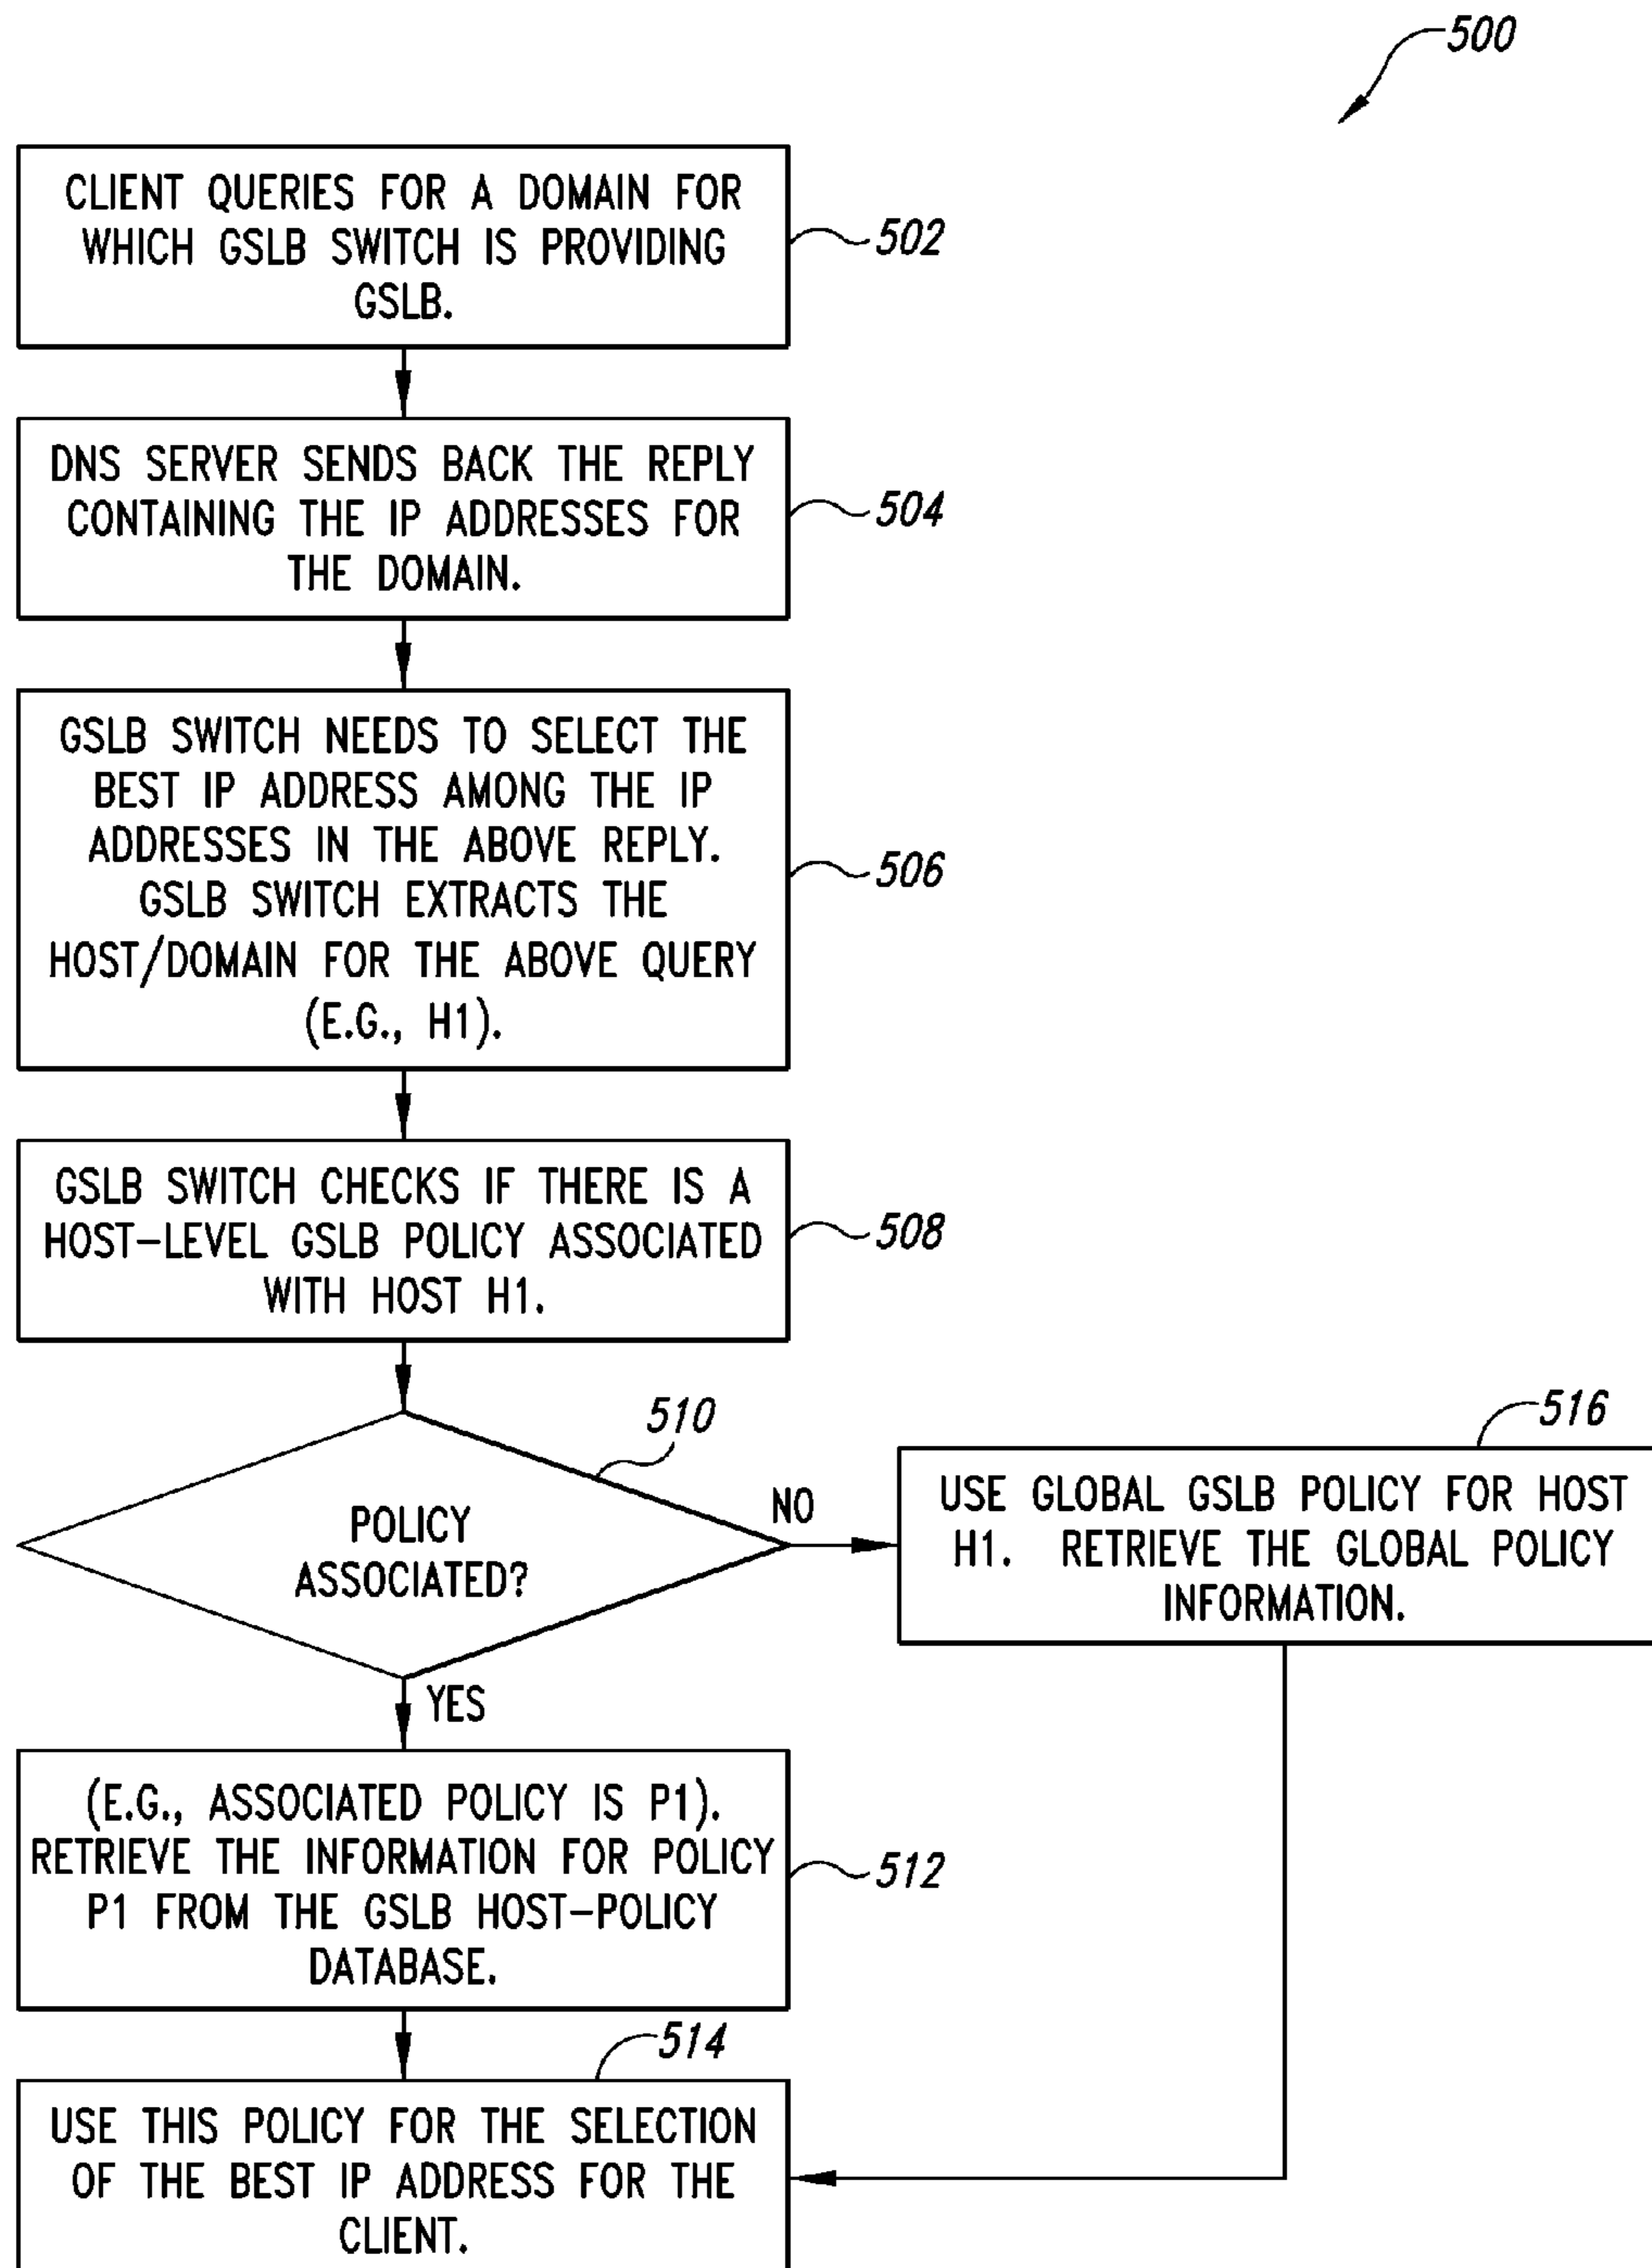 500
CLIENT QUERIES FOR A DOMAIN FOR
WHICH GSLB SWITCH IS PROVIDING
GSLB.
502
DNS SERVER SENDS BACK THE REPLY
CONTAINING THE IP ADDRESSES FOR
THE DOMAIN.
504
GSLB SWITCH NEEDS TO SELECT THE
BEST IP ADDRESS AMONG THE IP
ADDRESSES IN THE ABOVE REPLY.
GSLB SWITCH EXTRACTS THE
HOST/DOMAIN FOR THE ABOVE QUERY
(E.G., H1).
506
GSLB SWITCH CHECKS IF THERE IS A
HOST-LEVEL GSLB POLICY ASSOCIATED
WITH HOST H1.
508
510
POLICY
ASSOCIATED?
NO
516
USE GLOBAL GSLB POLICY FOR HOST
H1. RETRIEVE THE GLOBAL POLICY
INFORMATION.
YES
(E.G., ASSOCIATED POLICY IS P1).
RETRIEVE THE INFORMATION FOR POLICY
P1 FROM THE GSLB HOST-POLICY
DATABASE.
512
514
USE THIS POLICY FOR THE SELECTION
OF THE BEST IP ADDRESS FOR THE
CLIENT.